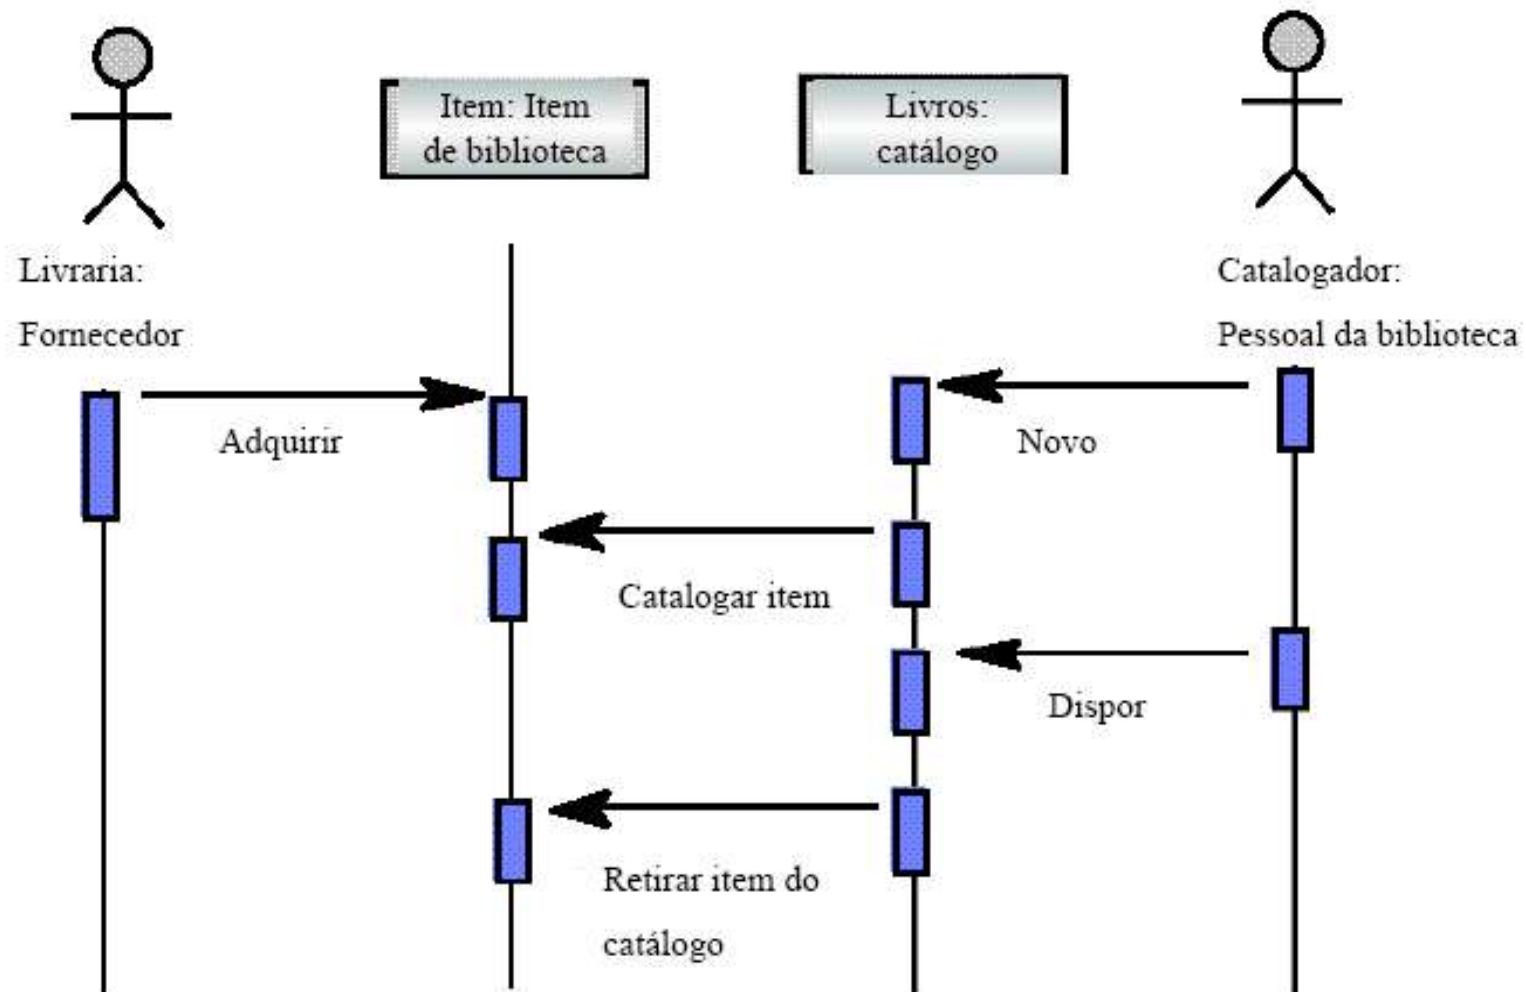 Item: Item
de biblioteca
Livros:
catálogo
Livraria:
Fornecedor
Catalogador:
Pessoal da biblioteca
Adquirir
Novo
Catalogar item
Dispor
Retirar item do
catálogo